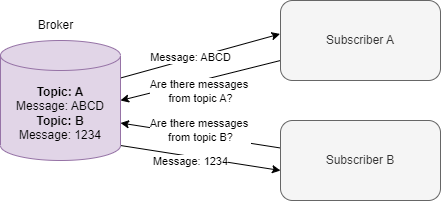 Broker
Topic: A
Message: ABCD
Topic: B
Message: 1234
Message: ABCD
Are there messages
from topic A?
Are there messages
from topic B?
Message: 1234
Subscriber A
Subscriber B